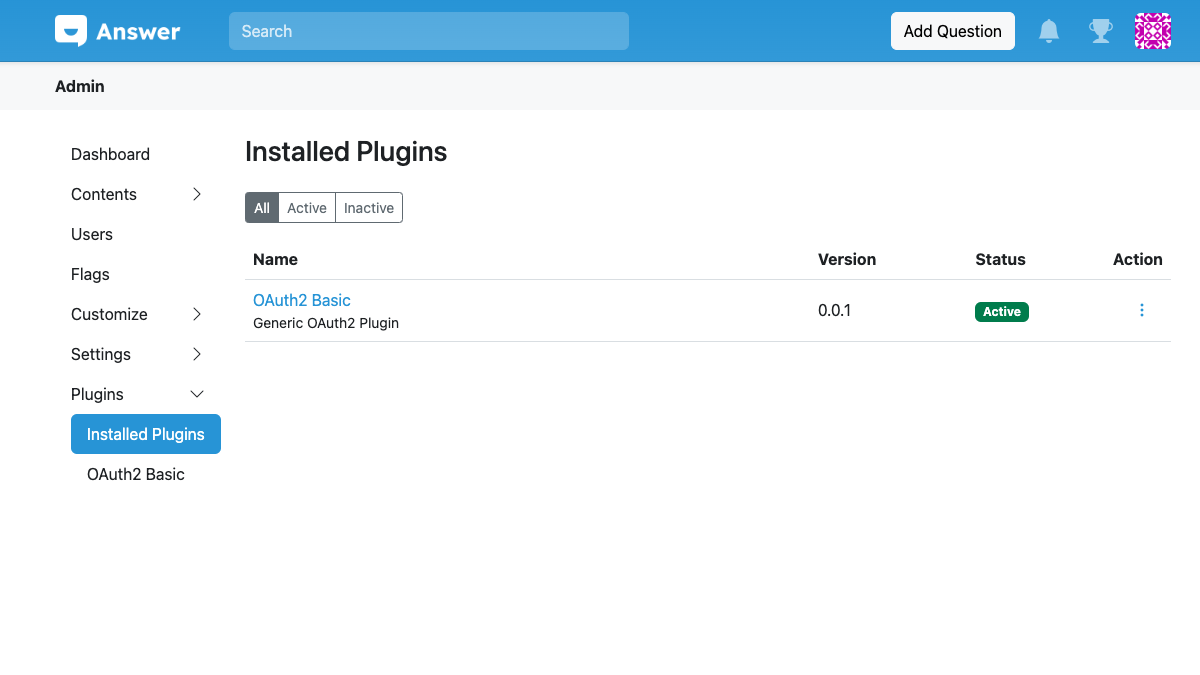 Answer
Search
Add Question
Admin
Dashboard
Contents
Users
Flags
Customize
Settings
Plugins
Installed Plugins
OAuth2 Basic
Installed Plugins
All Active Inactive
Name Version Status Action
OAuth2 Basic
Generic OAuth2 Plugin
0.0.1
Active